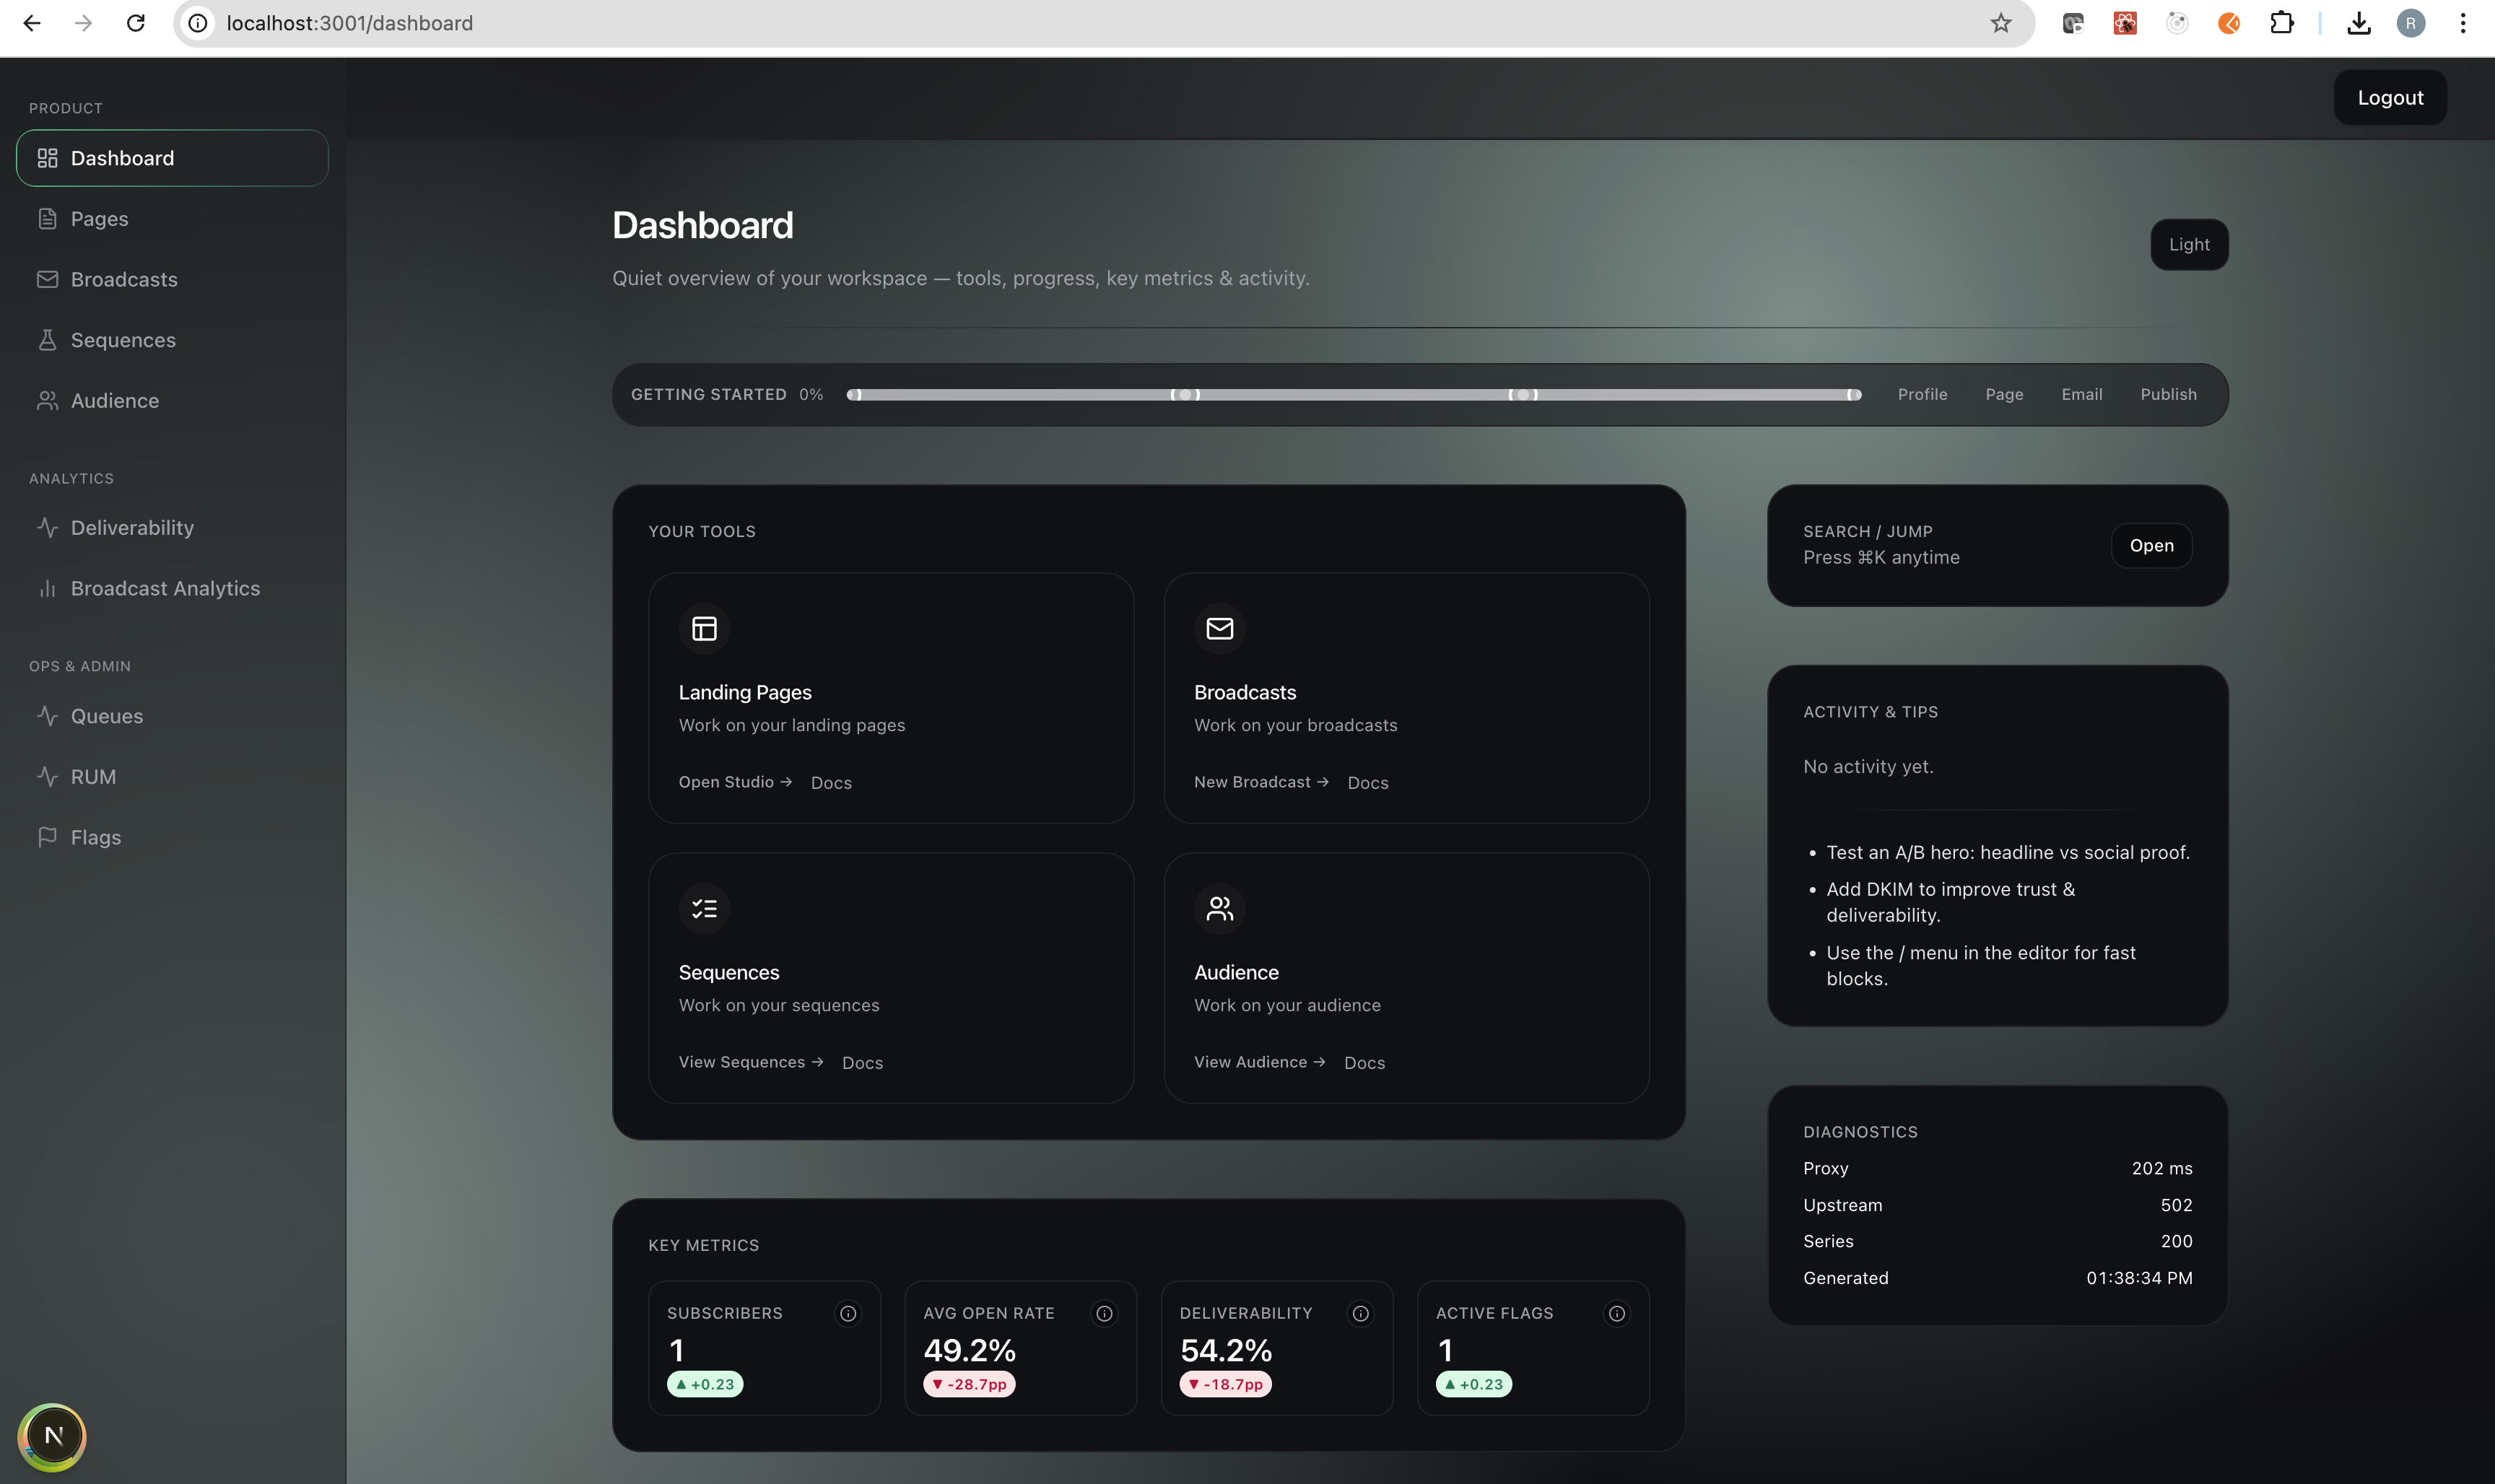 localhost:3001/dashboard
R
Logout
PRODUCT
Dashboard
Pages
Broadcasts
Sequences
Audience
ANALYTICS
Deliverability
Broadcast Analytics
OPS & ADMIN
Queues
RUM
Flags
N
Dashboard
Quiet overview of your workspace — tools, progress, key metrics & activity.
Light
GETTING STARTED 0% Profile Page Email Publish
YOUR TOOLS
Landing Pages
Work on your landing pages
Open Studio → Docs
Broadcasts
Work on your broadcasts
New Broadcast → Docs
Sequences
Work on your sequences
View Sequences → Docs
Audience
Work on your audience
View Audience → Docs
KEY METRICS
SUBSCRIBERS
1
▲ +0.23
AVG OPEN RATE
49.2%
▼ -28.7pp
DELIVERABILITY
54.2%
▼ -18.7pp
ACTIVE FLAGS
1
▲ +0.23
SEARCH / JUMP
Press ⌘K anytime
Open
ACTIVITY & TIPS
No activity yet.
• Test an A/B hero: headline vs social proof.
• Add DKIM to improve trust &
deliverability.
• Use the / menu in the editor for fast
blocks.
DIAGNOSTICS
Proxy 202 ms
Upstream 502
Series 200
Generated 01:38:34 PM